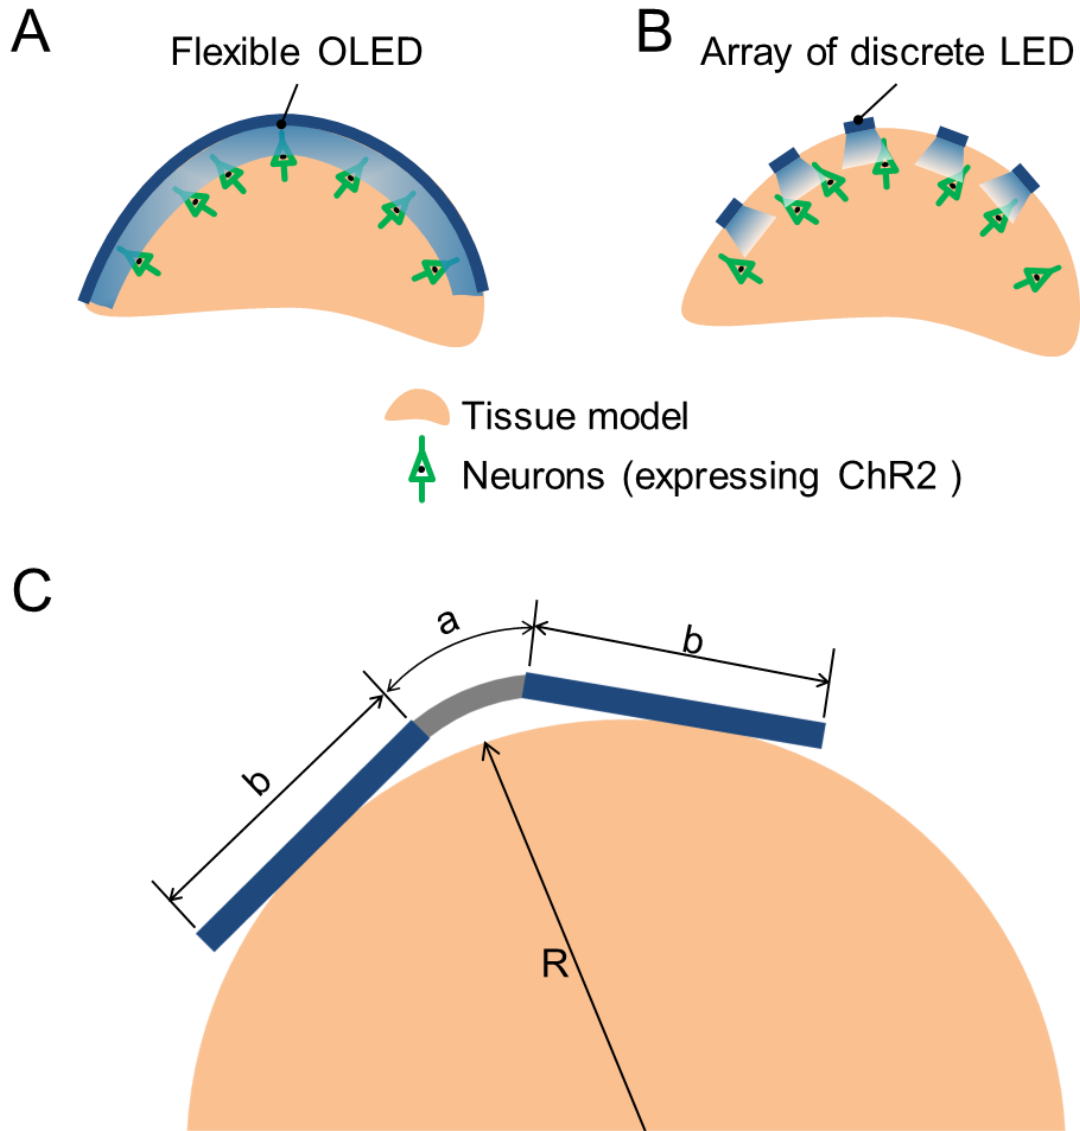 A
Flexible OLED
B
Array of discrete LED
Tissue model
Neurons (expressing ChR2 )
C
a
b
b
R